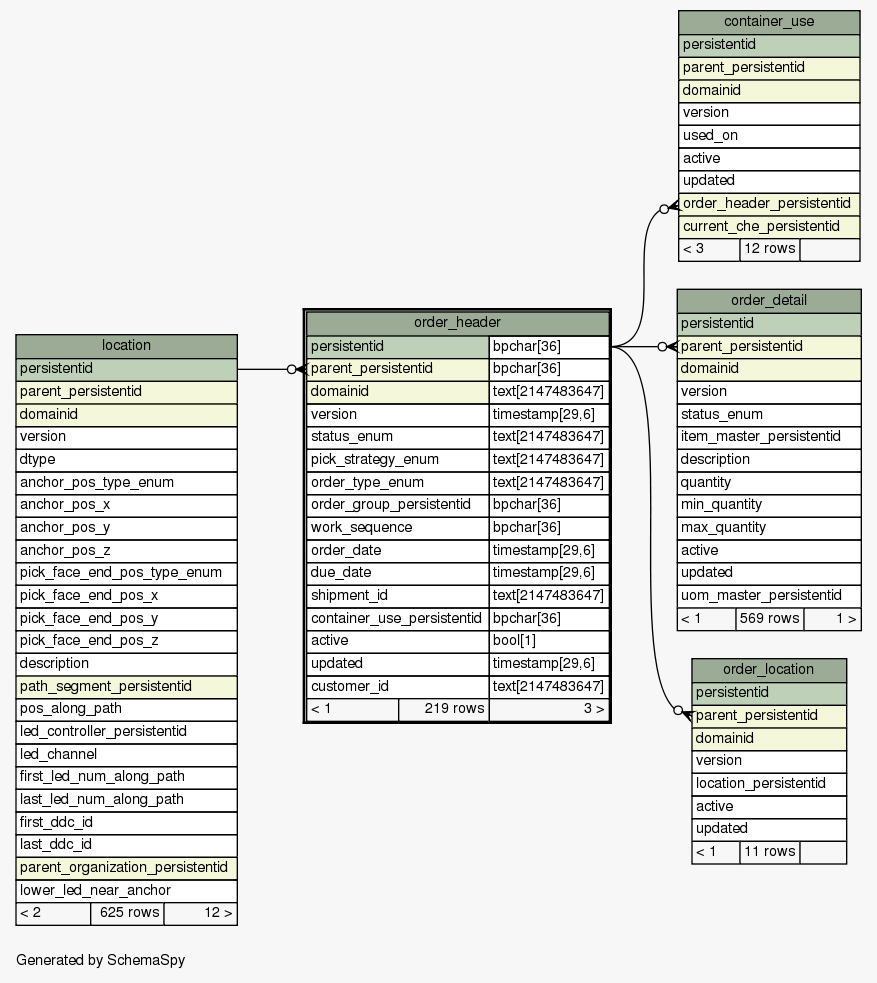 container_use
persistentid
parent_persistentid
domainid
version
used_on
active
updated
order_header_persistentid
current_che_persistentid
< 3 12 rows
order_detail
persistentid
parent_persistentid
domainid
version
status_enum
item_master_persistentid
description
quantity
min_quantity
max_quantity
active
updated
uom_master_persistentid
< 1 569 rows 1 >
order_header
persistentid bpchar[36]
parent_persistentid bpchar[36]
domainid text[2147483647]
version timestamp[29,6]
status_enum text[2147483647]
pick_strategy_enum text[2147483647]
order_type_enum text[2147483647]
order_group_persistentid bpchar[36]
work_sequence bpchar[36]
order_date timestamp[29,6]
due_date timestamp[29,6]
shipment_id text[2147483647]
container_use_persistentid bpchar[36]
active bool[1]
updated timestamp[29,6]
customer_id text[2147483647]
< 1 219 rows 3 >
location
persistentid
parent_persistentid
domainid
version
dtype
anchor_pos_type_enum
anchor_pos_x
anchor_pos_y
anchor_pos_z
pick_face_end_pos_type_enum
pick_face_end_pos_x
pick_face_end_pos_y
pick_face_end_pos_z
description
path_segment_persistentid
pos_along_path
led_controller_persistentid
led_channel
first_led_num_along_path
last_led_num_along_path
first_ddc_id
last_ddc_id
parent_organization_persistentid
lower_led_near_anchor
< 2 625 rows 12 >
order_location
persistentid
parent_persistentid
domainid
version
location_persistentid
active
updated
< 1 11 rows
Generated by SchemaSpy